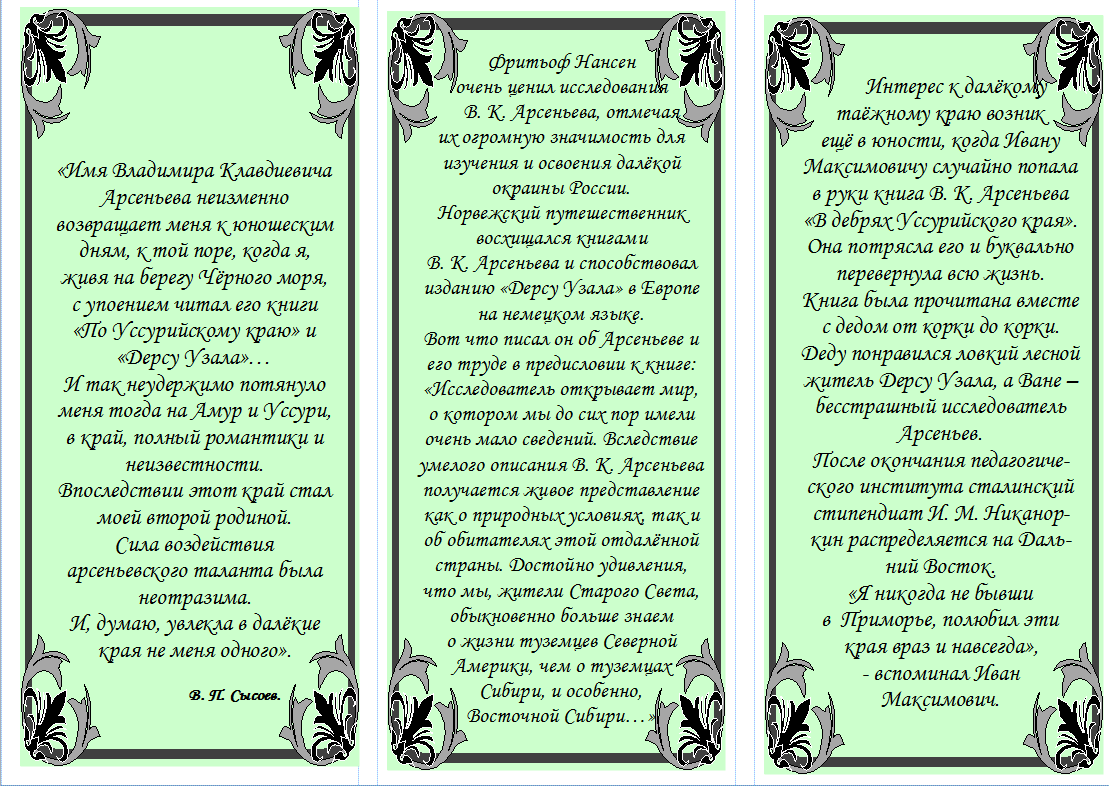 «Имя Владимира Клавдиевича
Арсеньева неизменно
возвращает меня к юношеским
дням, к той поре, когда я,
живя на берегу Чёрного моря,
с упоением читал его книги
«По Уссурийскому краю» и
«Дерсу Узала»…
И так неудержимо потянуло
меня тогда на Амур и Уссури,
в край, полный романтики и
неизвестности.
Впоследствии этот край стал
моей второй родиной.
Сила воздействия
арсеньевского таланта была
неотразима.
И, думаю, увлекла в далёкие
края не меня одного».
В. П. Сысоев.
Фритьоф Нансен
очень ценил исследования
В. К. Арсеньева, отмечая
их огромную значимость для
изучения и освоения далёкой
окраины России.
Норвежский путешественник
восхищался книгами
В. К. Арсеньева и способствовал
изданию «Дерсу Узала» в Европе
на немецком языке.
Вот что писал он об Арсеньеве и
его труде в предисловии к книге:
«Исследователь открывает мир,
о котором мы до сих пор имели
очень мало сведений. Вследствие
умелого описания В. К. Арсеньева
получается живое представление
как о природных условиях, так и
об обитателях этой отдалённой
страны. Достойно удивления,
что мы, жители Старого Света,
обыкновенно больше знаем
о жизни туземцев Северной
Америки, чем о туземцах
Сибири, и особенно,
Восточной Сибири…»
Интерес к далёкому
таёжному краю возник
ещё в юности, когда Ивану
Максимовичу случайно попала
в руки книга В. К. Арсеньева
«В дебрях Уссурийского края».
Она потрясла его и буквально
перевернула всю жизнь.
Книга была прочитана вместе
с дедом от корки до корки.
Деду понравился ловкий лесной
житель Дерсу Узала, а Ване –
бесстрашный исследователь
Арсеньев.
После окончания педагогиче-
ского института сталинский
стипендиат И. М. Никанор-
кин распределяется на Даль-
ний Восток.
«Я никогда не бывши
в Приморье, полюбил эти
края враз и навсегда»,
- вспоминал Иван
Максимович.